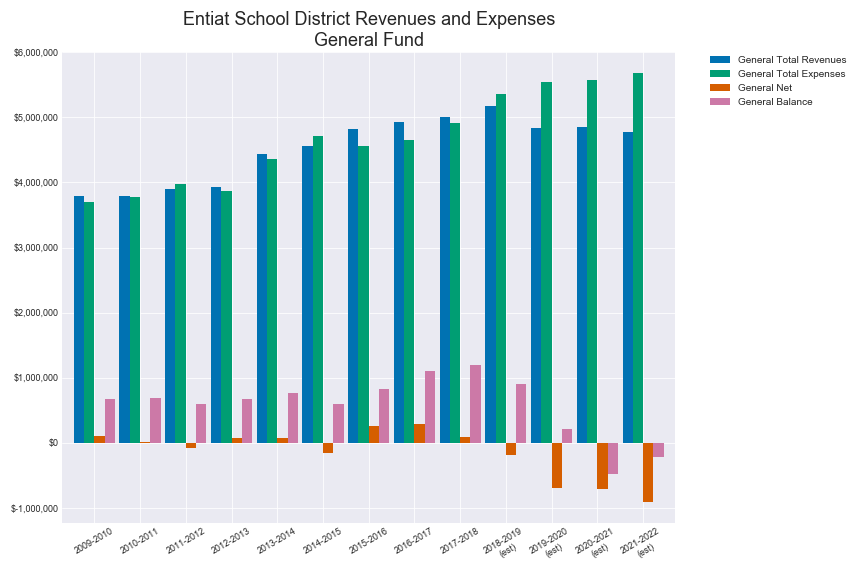 Entiat School District Revenues and Expenses
General Fund
$6,000,000
$5,000,000
$4,000,000
$3,000,000
$2,000,000
$1,000,000
$0
$-1,000,000
2009-2010
2010-2011
2011-2012
2012-2013
2013-2014
2014-2015
2015-2016
2016-2017
2017-2018
2018-2019
(est)
2019-2020
(est)
2020-2021
(est)
2021-2022
(est)
General Total Revenues
General Total Expenses
General Net
General Balance